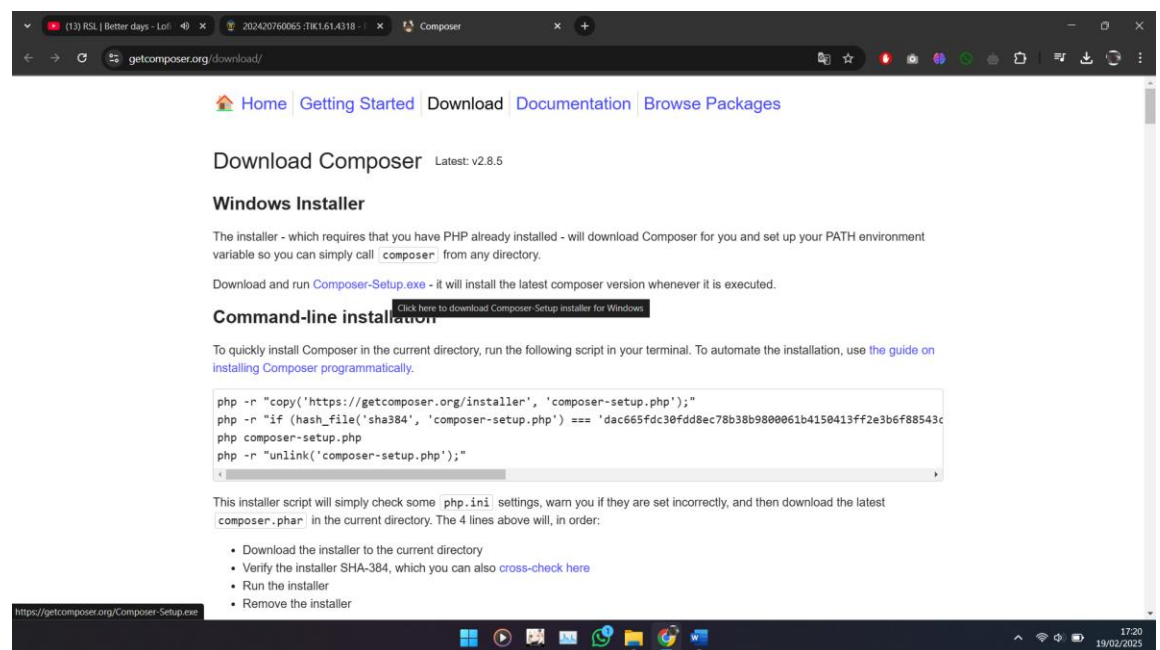 (13) RSL | Better days - Lofi
202420760065 :TIK1.61.4318 -
Composer
getcomposer.org/download/
Home Getting Started Download Documentation Browse Packages
Download Composer Latest: v2.8.5
Windows Installer
The installer - which requires that you have PHP already installed - will download Composer for you and set up your PATH environment
variable so you can simply call composer from any directory.
Download and run Composer-Setup.exe - it will install the latest composer version whenever it is executed.
Click here to download Composer-Setup installer for Windows
Command-line installation
To quickly install Composer in the current directory, run the following script in your terminal. To automate the installation, use the guide on
installing Composer programmatically.
php -r "copy('https://getcomposer.org/installer', 'composer-setup.php');"
php -r "if (hash_file('sha384', 'composer-setup.php') === 'dac665fdc30fdd8ec78b38b9800061b4150413ff2e3b6f88543c
php composer-setup.php
php -r "unlink('composer-setup.php');"
This installer script will simply check some php.ini settings, warn you if they are set incorrectly, and then download the latest
composer.phar in the current directory. The 4 lines above will, in order:
• Download the installer to the current directory
• Verify the installer SHA-384, which you can also cross-check here
• Run the installer
• Remove the installer
https://getcomposer.org/Composer-Setup.exe
17:20
19/02/2025